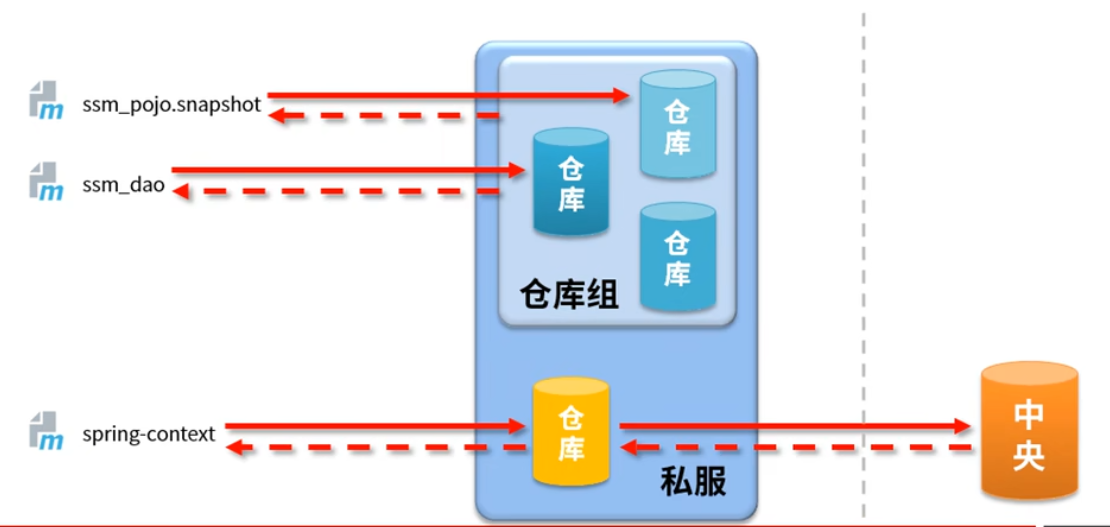 ssm_pojo.snapshot
仓库
ssm_dao
仓库
仓库
仓库组
spring-context
仓库
中央
私服
m
m
m